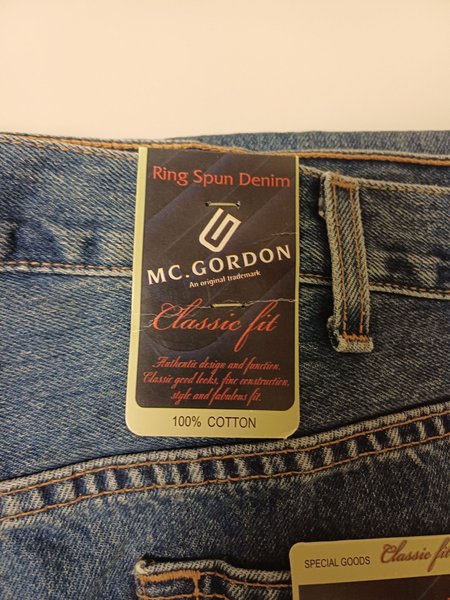 Ring Spun Denim
MC.GORDON
An original trademark
Classic fit
Authentic design and function.
Classic good looks, fine construction,
style and fabulous fit.
100% COTTON
SPECIAL GOODS Classic fit